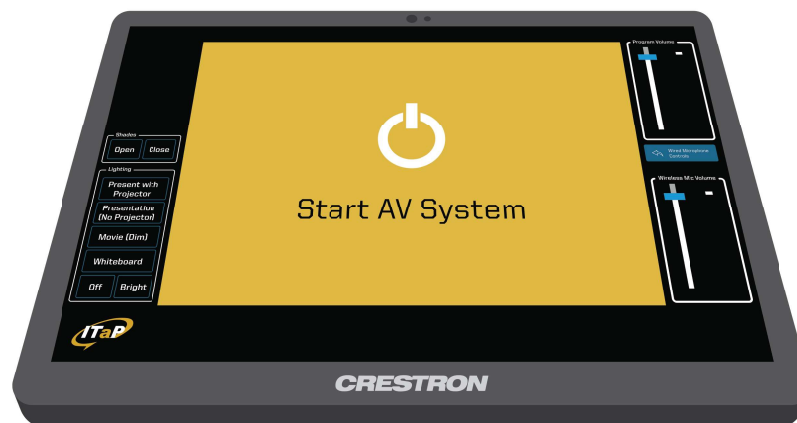 Shades
Open
Close
Lighting
Present with
Projector
Presentation
(No Projector)
Movie (Dim)
Whiteboard
Off
Bright
ITaP
Start AV System
Program Volume
Wired Microphone
Controls
Wireless Mic Volume
CRESTRON